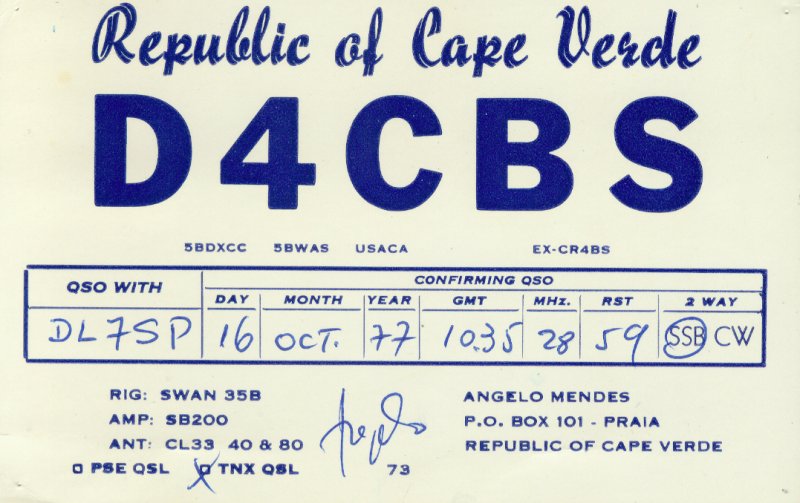 Republic of Cape Verde
D4CBS
5BDXCC 5BWAS USACA EX-CR4BS
QSO WITH CONFIRMING QSO
DAY MONTH YEAR GMT MHz. RST 2 WAY
DL7SP 16 OCT. 77 10.35 28 59 SSB CW
RIG: SWAN 35B ANGELO MENDES
AMP: SB200 P.O. BOX 101 - PRAIA
ANT: CL33 40 & 80 REPUBLIC OF CAPE VERDE
PSE QSL TNX QSL 73
Angelo